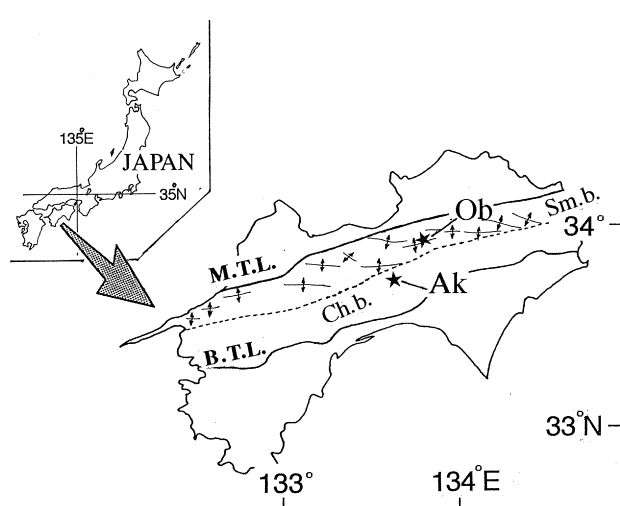 135°E
JAPAN
35°N
Sm.b.
Ob
34°
M.T.L.
Ak
Ch.b.
B.T.L.
33°N
133°
134°E